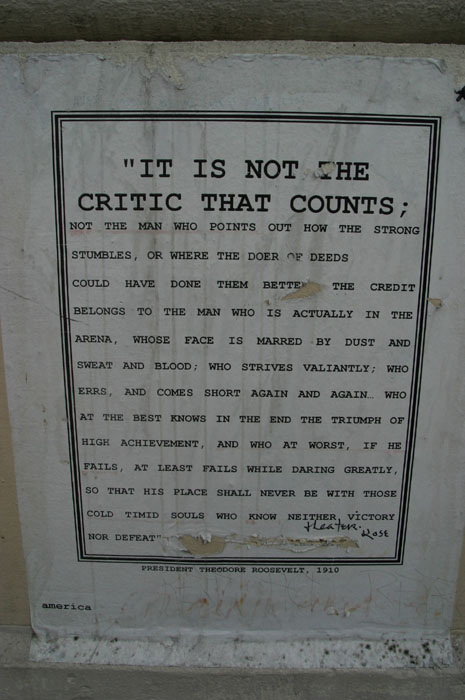 "IT IS NOT THE
CRITIC THAT COUNTS;
NOT THE MAN WHO POINTS OUT HOW THE STRONG
STUMBLES, OR WHERE THE DOER OF DEEDS
COULD HAVE DONE THEM BETTER THE CREDIT
BELONGS TO THE MAN WHO IS ACTUALLY IN THE
ARENA, WHOSE FACE IS MARRED BY DUST AND
SWEAT AND BLOOD; WHO STRIVES VALIANTLY; WHO
ERRS, AND COMES SHORT AGAIN AND AGAIN… WHO
AT THE BEST KNOWS IN THE END THE TRIUMPH OF
HIGH ACHIEVEMENT, AND WHO AT WORST, IF HE
FAILS, AT LEAST FAILS WHILE DARING GREATLY,
SO THAT HIS PLACE SHALL NEVER BE WITH THOSE
COLD TIMID SOULS WHO KNOW NEITHER VICTORY
NOR DEFEAT"
Rose
PRESIDENT THEODORE ROOSEVELT, 1910
america